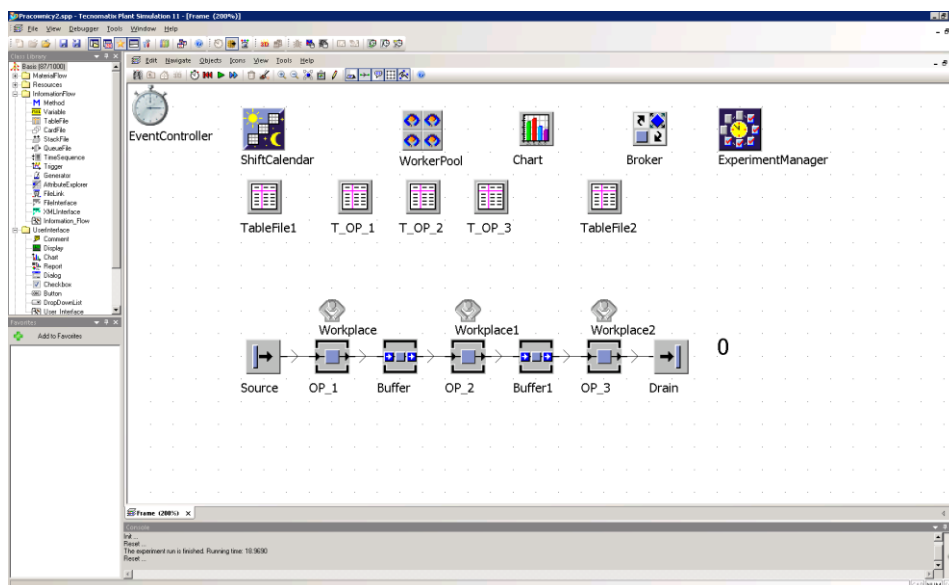 Pracownicy2.spp - Tecnomatix Plant Simulation 11 - [Frame (200%)]
File View Debugger Tools Window Help
Class Library
Edit Navigate Objects Icons View Tools Help
Basis (87/1000)
MaterialFlow
Resources
InformationFlow
Method
Variable
TableFile
CardFile
StackFile
QueueFile
TimeSequence
Trigger
Generator
AttributeExplorer
FileLink
FileInterface
XMLInterface
Information_Flow
UserInterface
Comment
Display
Chart
Report
Dialog
Checkbox
Button
DropDownList
User Interface
Favorites
Add to Favorites
EventController
ShiftCalendar WorkerPool Chart Broker ExperimentManager
TableFile1 T_OP_1 T_OP_2 T_OP_3 TableFile2
Workplace Workplace1 Workplace2
0
Source OP_1 Buffer OP_2 Buffer1 OP_3 Drain
Frame (200%) x
Console
Init ...
Reset ...
The experiment run is finished. Running time: 18.9690
Reset ...